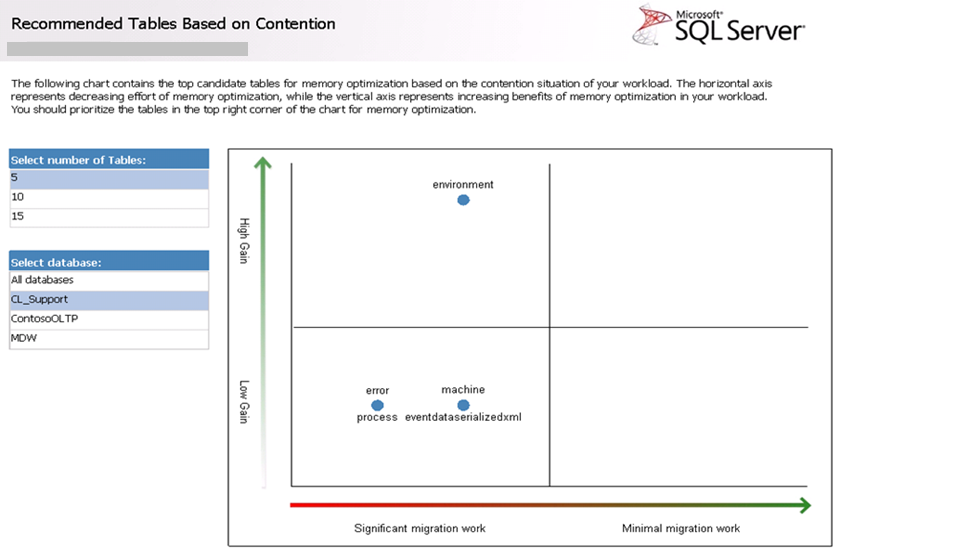 Recommended Tables Based on Contention
Microsoft®
SQL Server®
The following chart contains the top candidate tables for memory optimization based on the contention situation of your workload. The horizontal axis
represents decreasing effort of memory optimization, while the vertical axis represents increasing benefits of memory optimization in your workload.
You should prioritize the tables in the top right corner of the chart for memory optimization.
Select number of Tables:
5
10
15
Select database:
All databases
CL_Support
ContosoOLTP
MDW
High Gain
Low Gain
environment
error
machine
process
eventdataserializedxml
Significant migration work
Minimal migration work